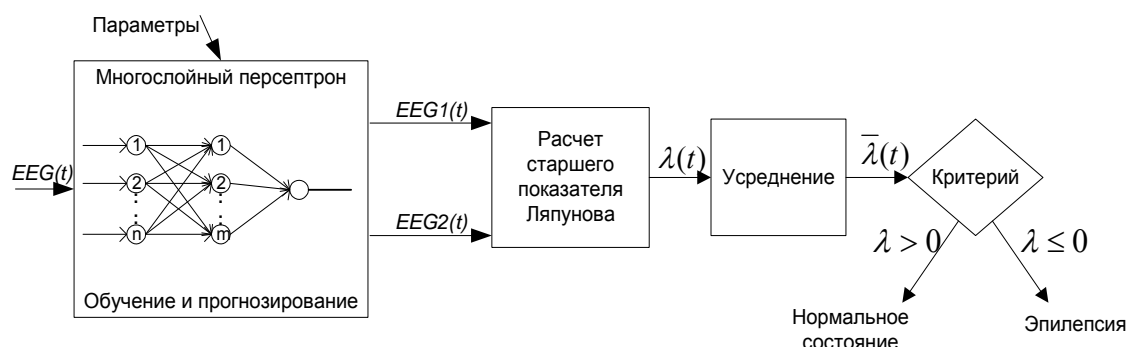 Параметры
Многослойный персептрон
EEG(t)
1
2
n
1
2
m
Обучение и прогнозирование
EEG1(t)
EEG2(t)
Расчет
старшего
показателя
Ляпунова
λ(t)
Усреднение
λ̅(t)
Критерий
λ > 0
λ ≤ 0
Нормальное
состояние
Эпилепсия